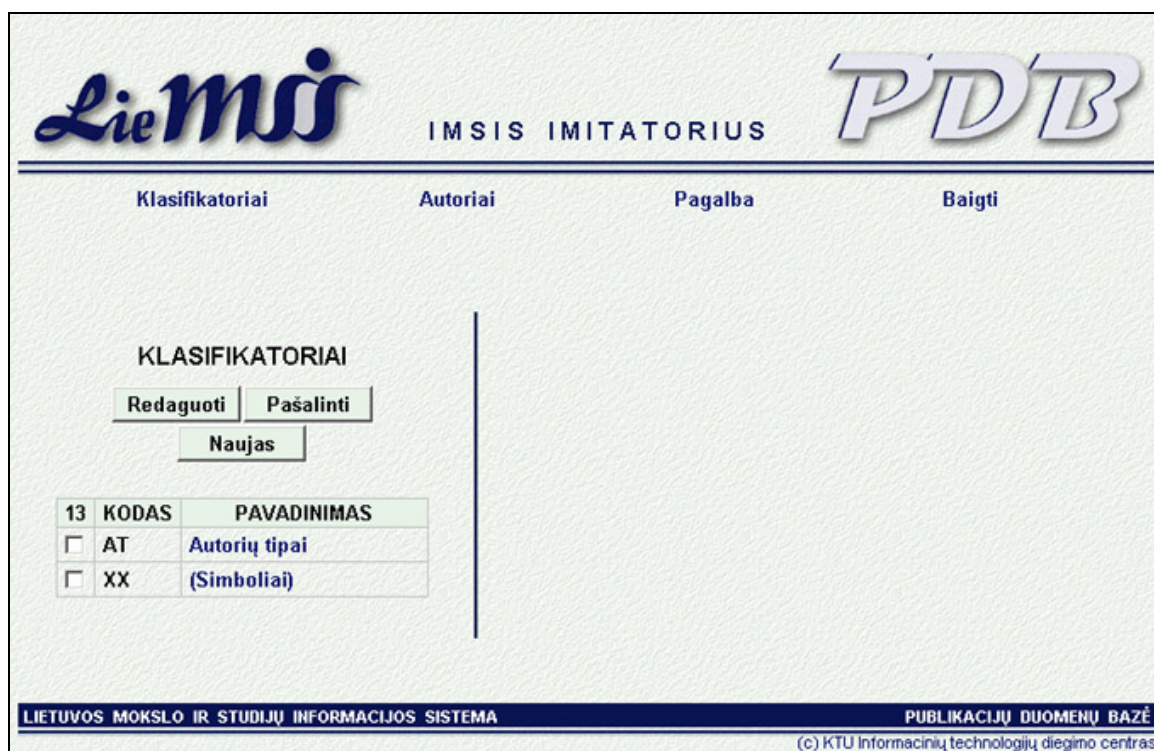 LieMSIS PDB
IMSIS IMITATORIUS
Klasifikatoriai Autoriai Pagalba Baigti
KLASIFIKATORIAI
Redaguoti Pašalinti
Naujas
13 KODAS PAVADINIMAS
AT Autorių tipai
XX (Simboliai)
LIETUVOS MOKSLO IR STUDIJŲ INFORMACIJOS SISTEMA PUBLIKACIJŲ DUOMENŲ BAZĖ
(c) KTU Informacinių technologijų diegimo centras